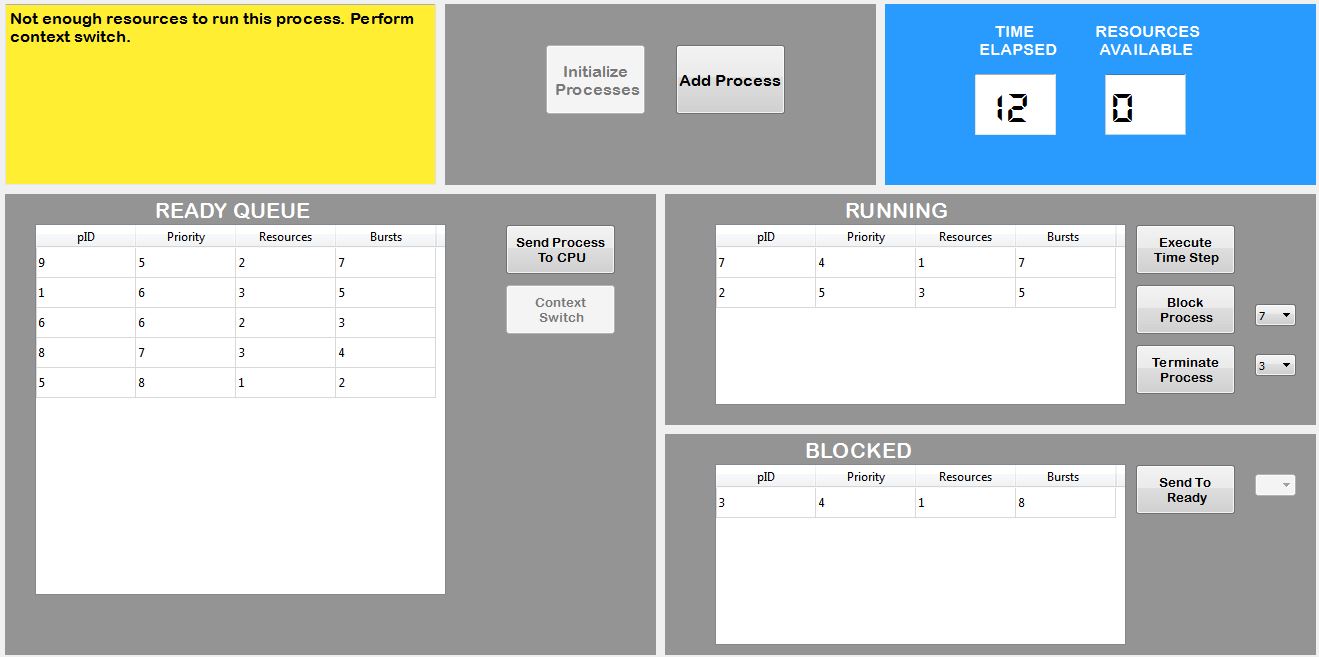 Not enough resources to run this process. Perform
context switch.
Initialize
Processes
Add Process
TIME
ELAPSED
RESOURCES
AVAILABLE
12
0
READY QUEUE
pID Priority Resources Bursts
9 5 2 7
1 6 3 5
6 6 2 3
8 7 3 4
5 8 1 2
Send Process
To CPU
Context
Switch
RUNNING
pID Priority Resources Bursts
7 4 1 7
2 5 3 5
Execute
Time Step
Block
Process
7
Terminate
Process
3
BLOCKED
pID Priority Resources Bursts
3 4 1 8
Send To
Ready